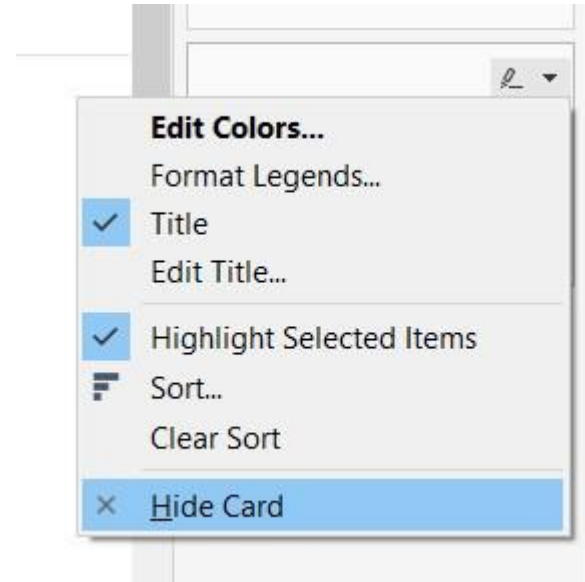 Edit Colors...
Format Legends...
Title
Edit Title...
Highlight Selected Items
Sort...
Clear Sort
Hide Card